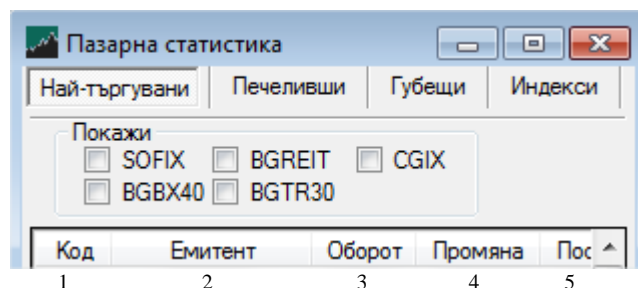 Пазарна статистика
Най-търгувани Печеливши Губещи Индекси
Покажи
SOFIX BGREIT CGIX
BGBX40 BGTR30
Код Емитент Оборот Промяна Пос
1 2 3 4 5